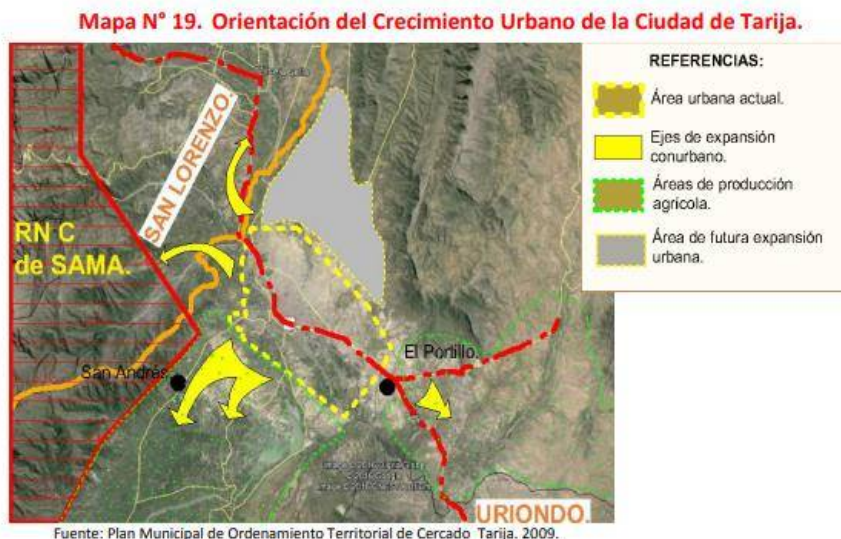 Mapa N° 19. Orientación del Crecimiento Urbano de la Ciudad de Tarija.
REFERENCIAS:
Área urbana actual.
Ejes de expansión
conurbano.
Áreas de producción
agrícola.
Área de futura expansión
urbana.
SAN LORENZO.
RN C
de SAMA.
El Portillo.
San Andrés
URIONDO.
Fuente: Plan Municipal de Ordenamiento Territorial de Cercado Tarija, 2009.